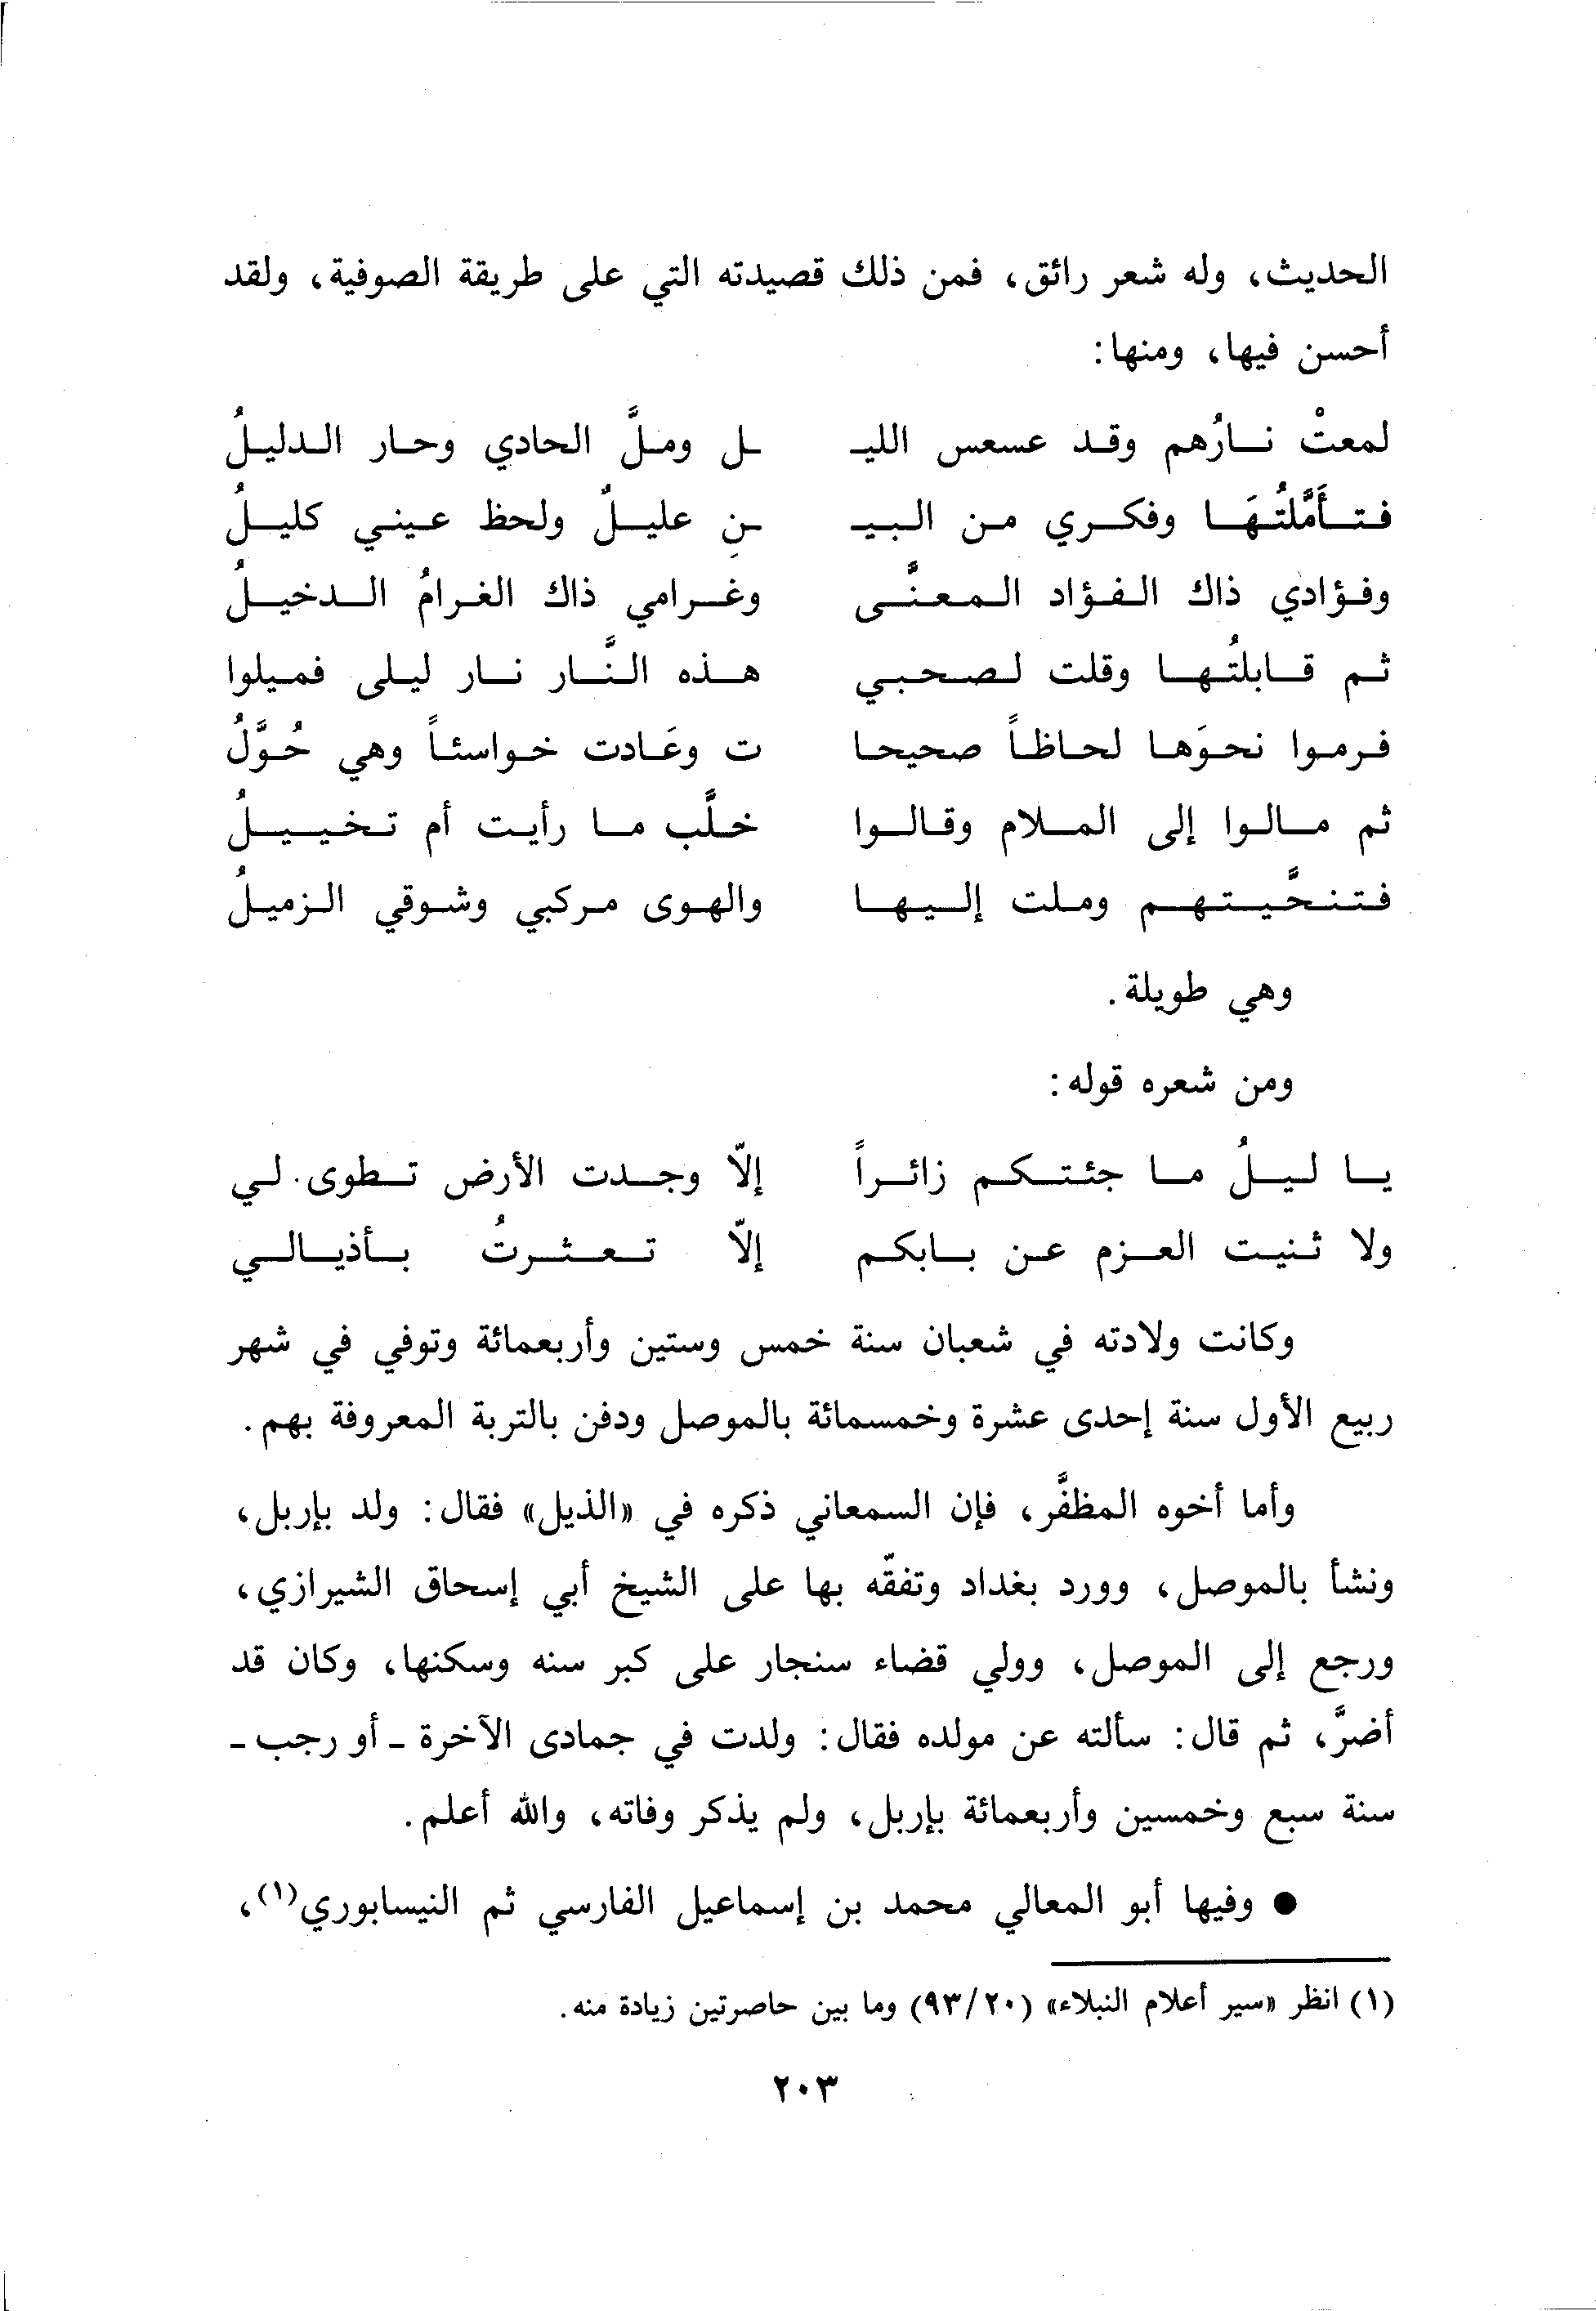 الحديث، وله شعر رائق، فمن ذلك قصيدته التي على طريقة الصوفية، ولقد
أحسن فيها، ومنها:
لمعتْ نارُهم وقد عسعس الليـ ـل وملَّ الحادي وحار الدليلُ
فتأَمَّلتُهَا وفكري من البيـ ـنِ عليلٌ ولحظ عيني كليلُ
وفؤادي ذاك الفؤاد المعنَّى وغرامي ذاك الغرامُ الدخيلُ
ثم قابلتُها وقلت لصحبي هذه النَّار نار ليلى فميلوا
فرموا نحوَها لحاظاً صحيحا ت وعَادت خواسئاً وهي حُوَّلُ
ثم مالوا إلى الملام وقالوا خلَّب ما رأيت أم تخييلُ
فتنحَّيتهم وملت إليها والهوى مركبي وشوقي الزميلُ
وهي طويلة.
ومن شعره قوله:
يا ليلُ ما جئتكم زائراً إلاّ وجدت الأرض تطوى لي
ولا ثنيت العزم عن بابكم إلاّ تعثرتُ بأذيالي
وكانت ولادته في شعبان سنة خمس وستين وأربعمائة وتوفي في شهر
ربيع الأول سنة إحدى عشرة وخمسمائة بالموصل ودفن بالتربة المعروفة بهم.
وأما أخوه المظفَّر، فإن السمعاني ذكره في «الذيل» فقال: ولد بإربل،
ونشأ بالموصل، وورد بغداد وتفقّه بها على الشيخ أبي إسحاق الشيرازي،
ورجع إلى الموصل، وولي قضاء سنجار على كبر سنه وسكنها، وكان قد
أضرَّ، ثم قال: سألته عن مولده فقال: ولدت في جمادى الآخرة ـ أو رجب ـ
سنة سبع وخمسين وأربعمائة بإربل، ولم يذكر وفاته، والله أعلم.
● وفيها أبو المعالي محمد بن إسماعيل الفارسي ثم النيسابوري(١)،
(١) انظر «سير أعلام النبلاء» (٢٠/٩٣) وما بين حاصرتين زيادة منه.
٢٠٣